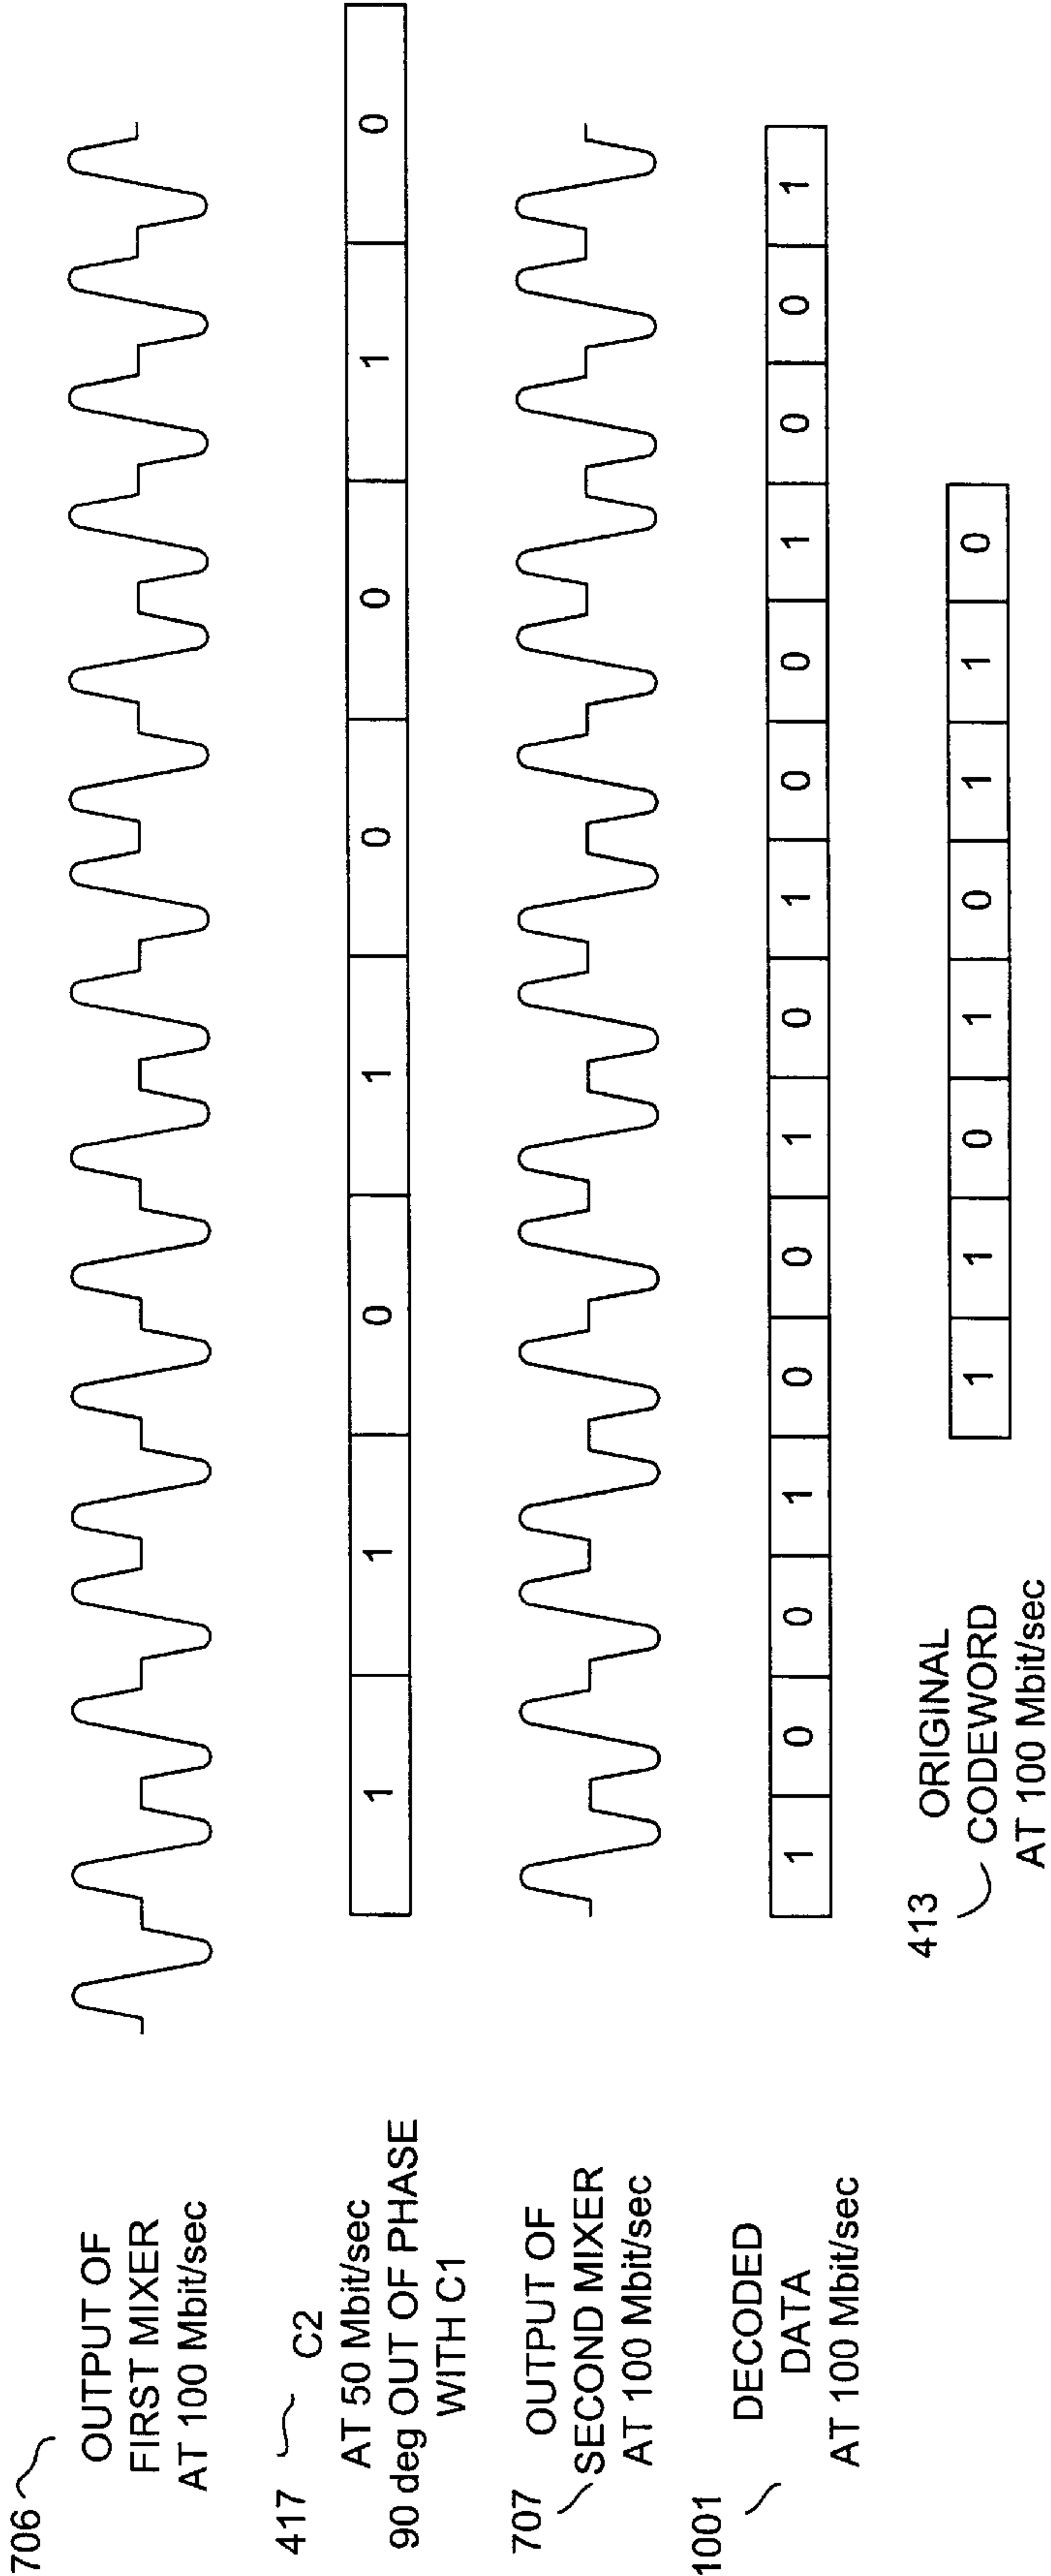 706
OUTPUT OF
FIRST MIXER
AT 100 Mbit/sec
417
C2
AT 50 Mbit/sec
90 deg OUT OF PHASE
WITH C1
1 1 0 1 0 0 1 0
707
OUTPUT OF
SECOND MIXER
AT 100 Mbit/sec
1001
DECODED
DATA
AT 100 Mbit/sec
1 0 0 1 0 0 1 0 1 0 0 1 0 0 1
413
ORIGINAL
CODEWORD
AT 100 Mbit/sec
1 1 0 1 0 1 1 0